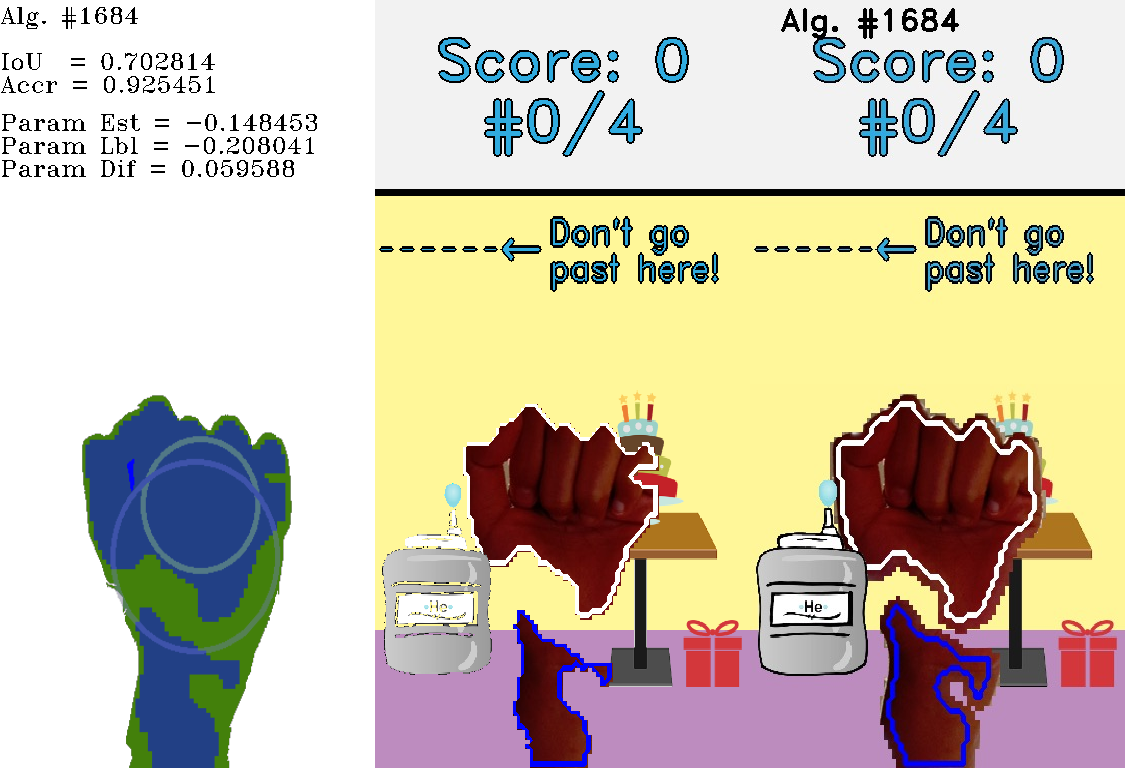 Alg. #1684
IoU = 0.702814
Accr = 0.925451
Param Est = -0.148453
Param Lbl = -0.208041
Param Dif = 0.059588
Score: 0
#0/4
Don't go
past here!
He
Alg. #1684
Score: 0
#0/4
Don't go
past here!
He